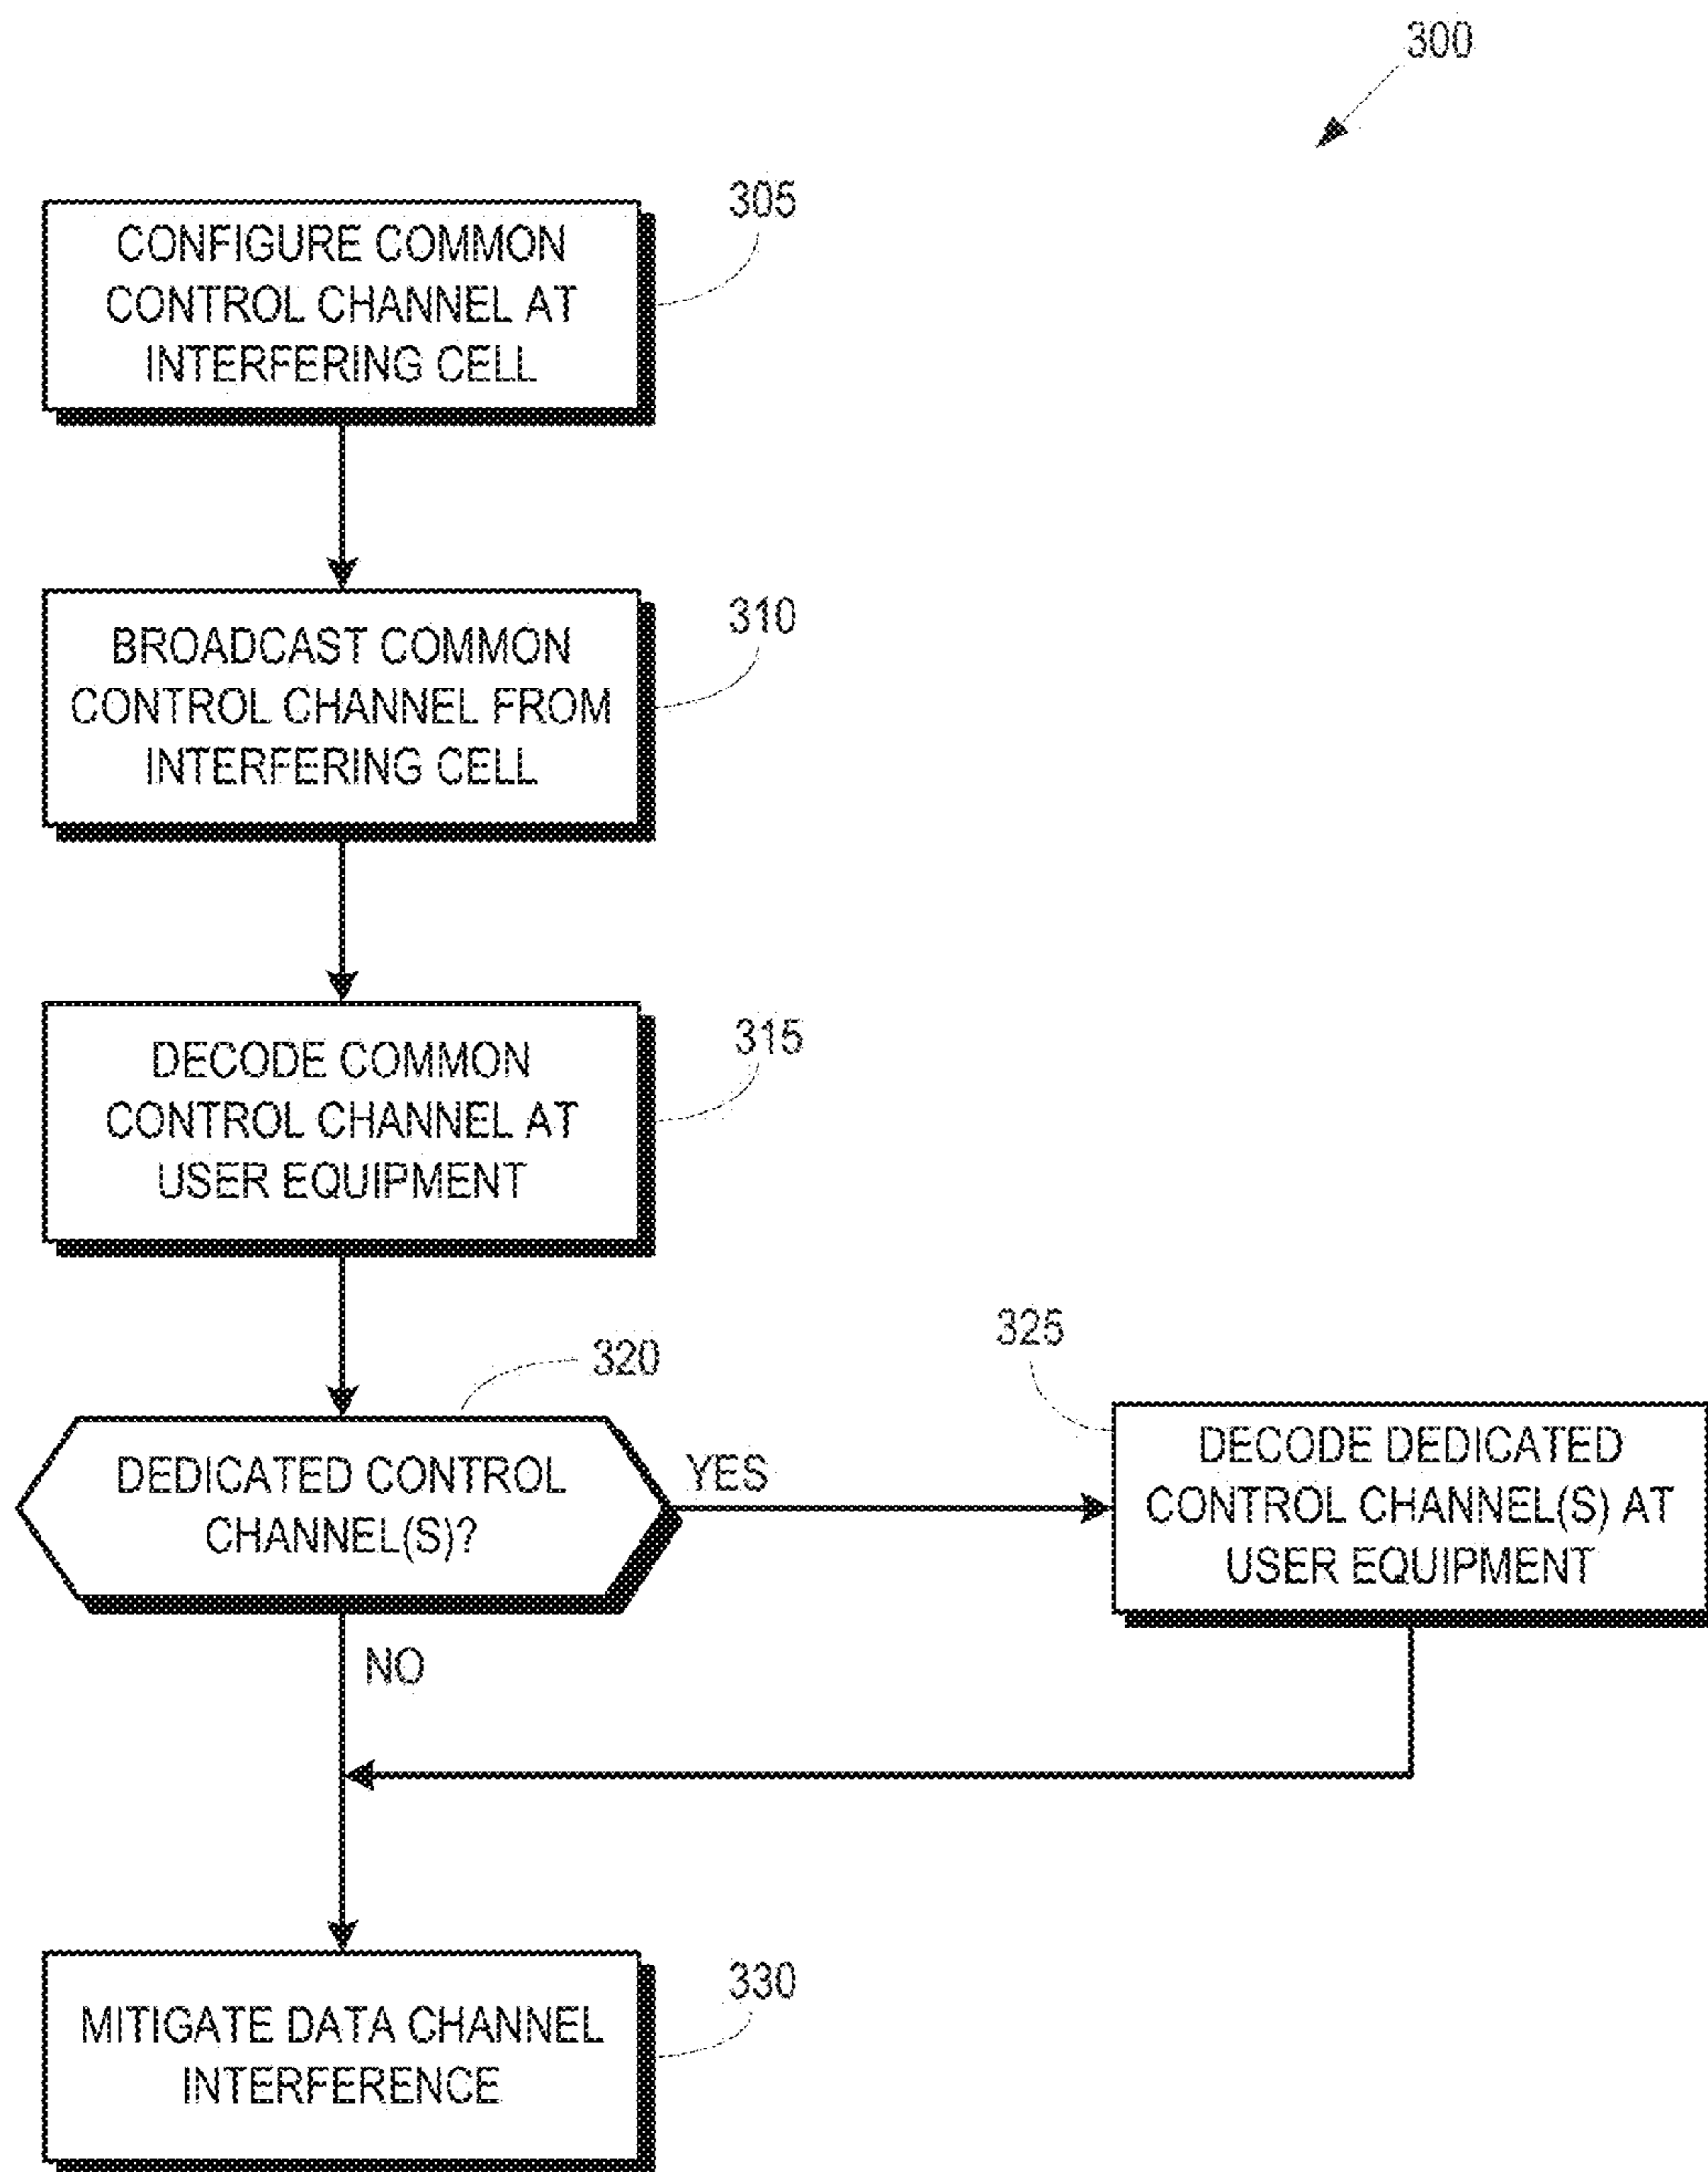 300
305
CONFIGURE COMMON
CONTROL CHANNEL AT
INTERFERING CELL
310
BROADCAST COMMON
CONTROL CHANNEL FROM
INTERFERING CELL
315
DECODE COMMON
CONTROL CHANNEL AT
USER EQUIPMENT
320
DEDICATED CONTROL
CHANNEL(S)?
YES
325
DECODE DEDICATED
CONTROL CHANNEL(S) AT
USER EQUIPMENT
NO
330
MITIGATE DATA CHANNEL
INTERFERENCE